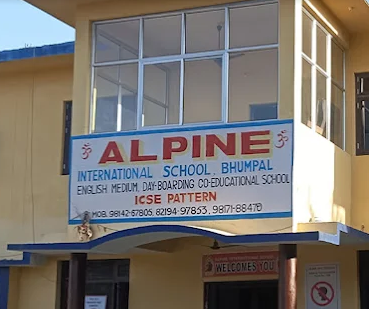 ॐ ALPINE ॐ
INTERNATIONAL SCHOOL, BHUMPAL
ENGLISH MEDIUM, DAY-BOARDING CO-EDUCATIONAL SCHOOL
ICSE PATTERN
MOB. 98142-67805, 82194-97853, 98171-88470
WELCOMES YOU